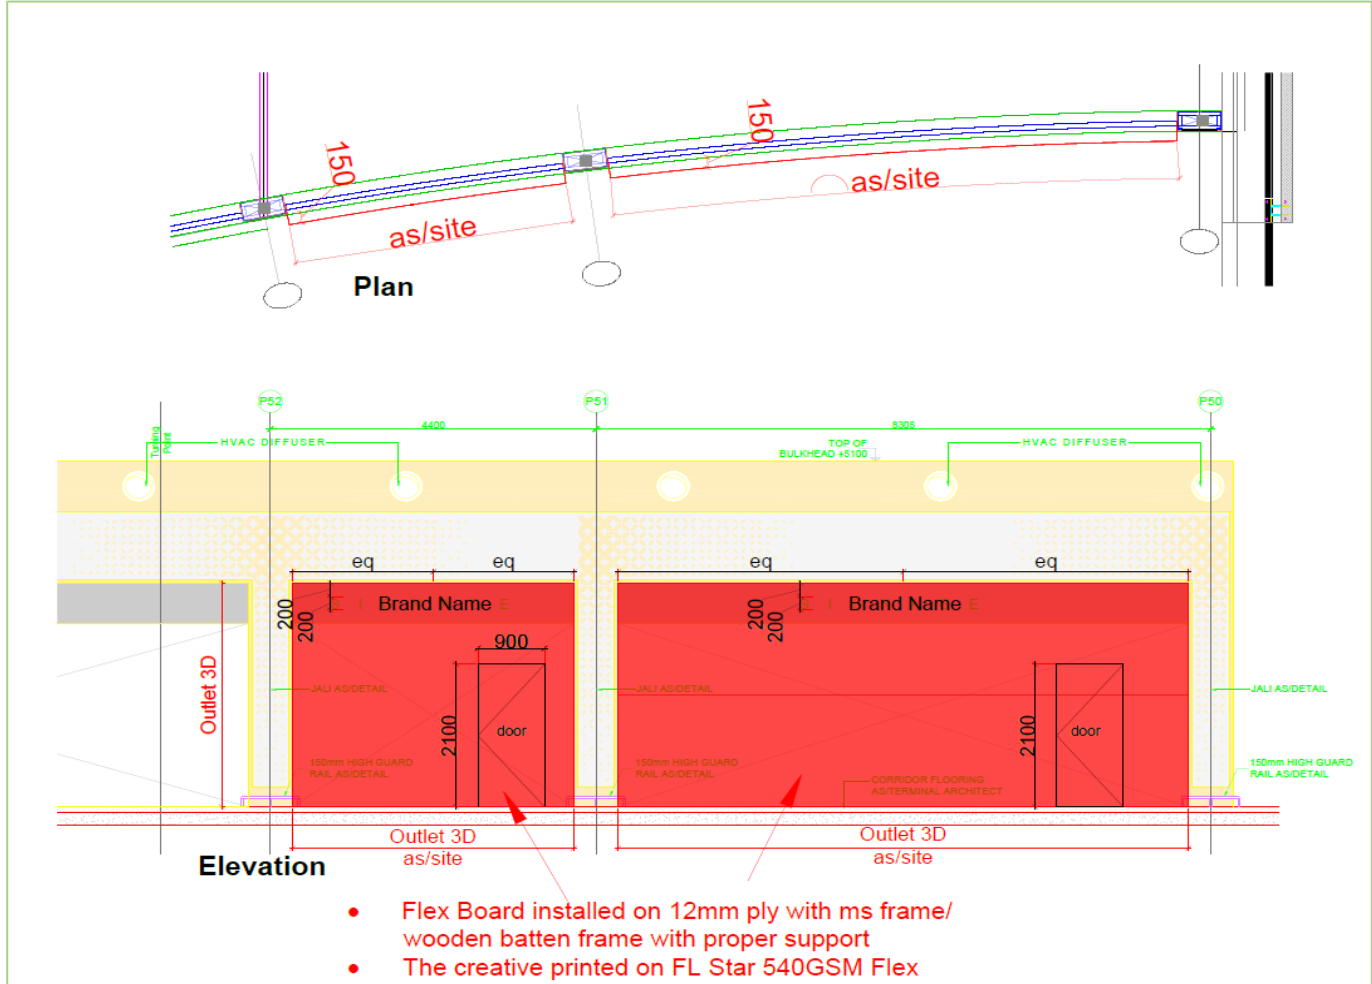 150
150
as/site
as/site
Plan
P52
P51
P50
4400
8305
Turning
Point
HVAC DIFFUSER
TOP OF
BULKHEAD +5100
HVAC DIFFUSER
eq
eq
eq
eq
200
200
Brand Name E
200
200
Brand Name E
900
Outlet 3D
JALI AS/DETAIL
JALI AS/DETAIL
JALI AS/DETAIL
2100
door
2100
door
150mm HIGH GUARD
RAIL AS/DETAIL
150mm HIGH GUARD
RAIL AS/DETAIL
150mm HIGH GUARD
RAIL AS/DETAIL
CORRIDOR FLOORING
AS/TERMINAL ARCHITECT
Outlet 3D
as/site
Outlet 3D
as/site
Elevation
• Flex Board installed on 12mm ply with ms frame/
wooden batten frame with proper support
• The creative printed on FL Star 540GSM Flex